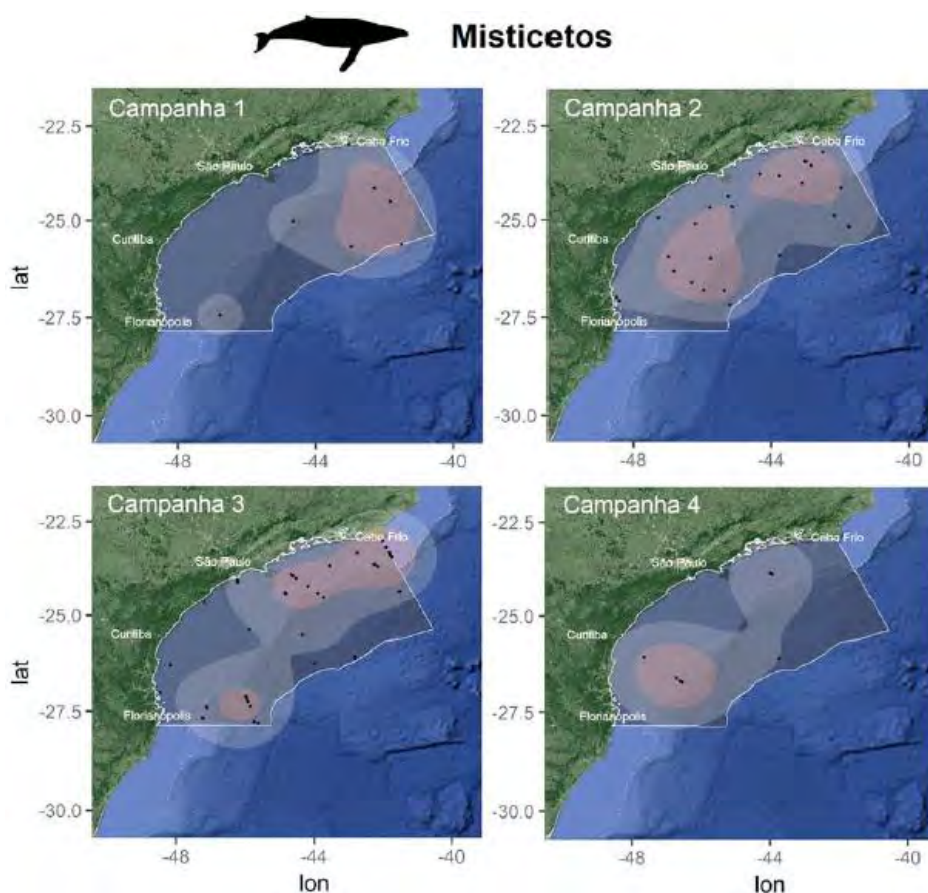 Misticetos
Campanha 1
Campanha 2
-22.5
-25.0
-27.5
-30.0
lat
São Paulo
Cabo Frio
Curitiba
Florianópolis
-48
-44
-40
-22.5
-25.0
-27.5
-30.0
São Paulo
Cabo Frio
Curitiba
Florianópolis
-48
-44
-40
Campanha 3
Campanha 4
-22.5
-25.0
-27.5
-30.0
lat
São Paulo
Cabo Frio
Curitiba
Florianópolis
-48
-44
-40
lon
-22.5
-25.0
-27.5
-30.0
São Paulo
Cabo Frio
Curitiba
Florianópolis
-48
-44
-40
lon